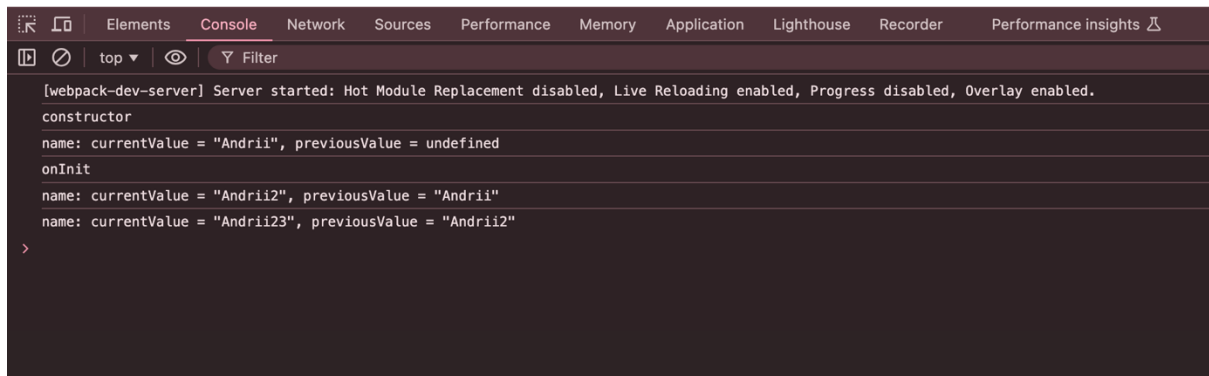 Elements Console Network Sources Performance Memory Application Lighthouse Recorder Performance insights
top Filter
[webpack-dev-server] Server started: Hot Module Replacement disabled, Live Reloading enabled, Progress disabled, Overlay enabled.
constructor
name: currentValue = "Andrii", previousValue = undefined
onInit
name: currentValue = "Andrii2", previousValue = "Andrii"
name: currentValue = "Andrii23", previousValue = "Andrii2"